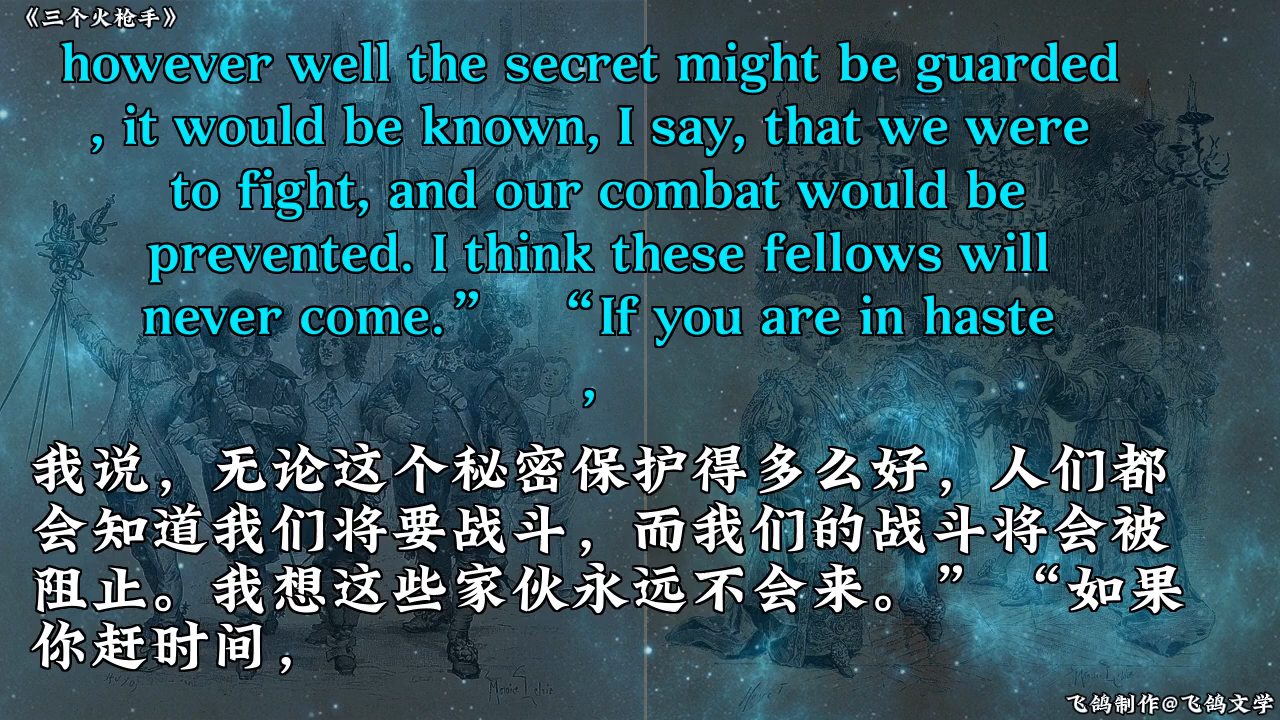 《三个火枪手》
however well the secret might be guarded
, it would be known, I say, that we were
to fight, and our combat would be
prevented. I think these fellows will
never come.” “If you are in haste
,
我说，无论这个秘密保护得多么好，人们都
会知道我们将要战斗，而我们的战斗将会被
阻止。我想这些家伙永远不会来。” “如果
你赶时间，
飞鸽制作@飞鸽文学